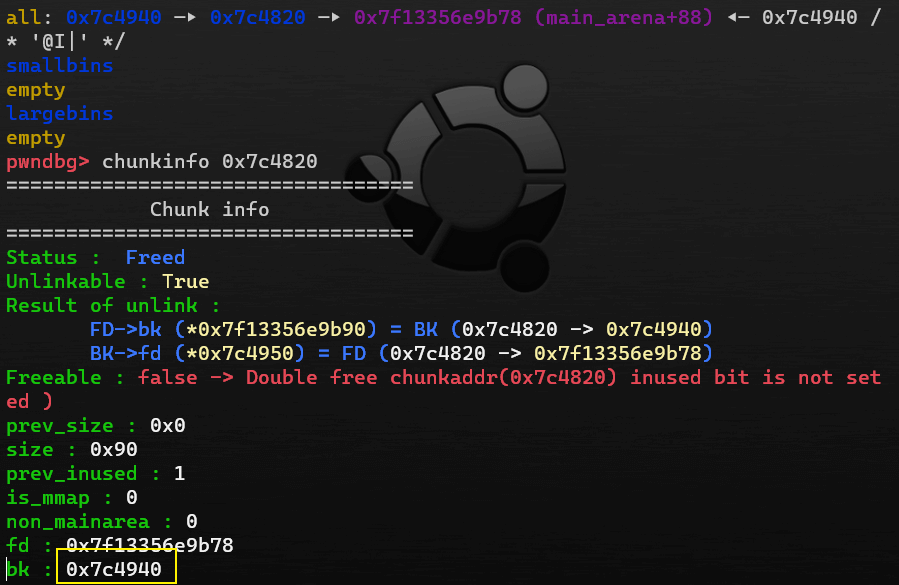 all: 0x7c4940 —▸ 0x7c4820 —▸ 0x7f13356e9b78 (main_arena+88) ◂— 0x7c4940 /
* '@I|' */
smallbins
empty
largebins
empty
pwndbg> chunkinfo 0x7c4820
==================================
            Chunk info
==================================
Status :  Freed
Unlinkable : True
Result of unlink :
       FD->bk (*0x7f13356e9b90) = BK (0x7c4820 -> 0x7c4940)
       BK->fd (*0x7c4950) = FD (0x7c4820 -> 0x7f13356e9b78)
Freeable : false -> Double free chunkaddr(0x7c4820) inused bit is not set
ed )
prev_size : 0x0
size : 0x90
prev_inused : 1
is_mmap : 0
non_mainarea : 0
fd : 0x7f13356e9b78
bk : 0x7c4940